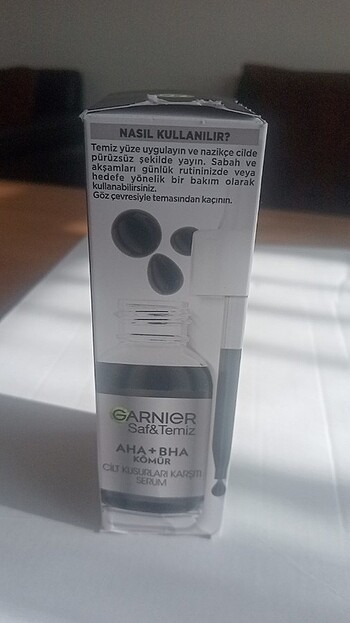 NASIL KULLANILIR?
Temiz yüze uygulayın ve nazikçe cilde
pürüzsüz şekilde yayın. Sabah ve
akşamları günlük rutininizde veya
hedefe yönelik bir bakım olarak
kullanabilirsiniz.
Göz çevresiyle temasından kaçının.
GARNIER
Saf&Temiz
AHA+BHA
KÖMÜR
CİLT KUSURLARI KARŞITI
SERUM